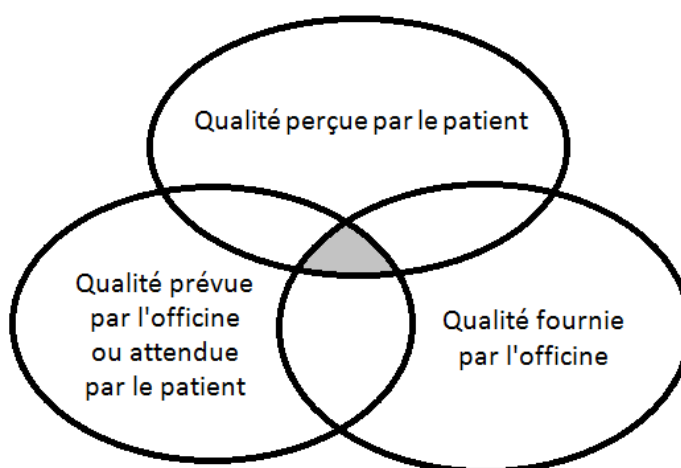 Qualité perçue par le patient
Qualité prévue
par l'officine
ou attendue
par le patient
Qualité fournie
par l'officine